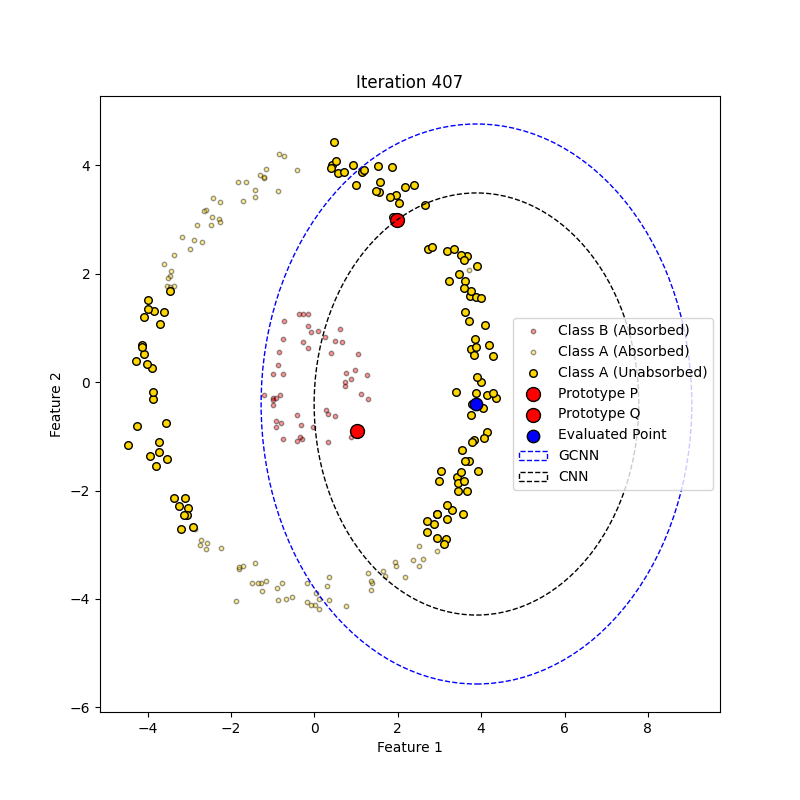 Iteration 407
Feature 2
4
2
0
−2
−4
−6
Class B (Absorbed)
Class A (Absorbed)
Class A (Unabsorbed)
Prototype P
Prototype Q
Evaluated Point
GCNN
CNN
−4 −2 0 2 4 6 8
Feature 1